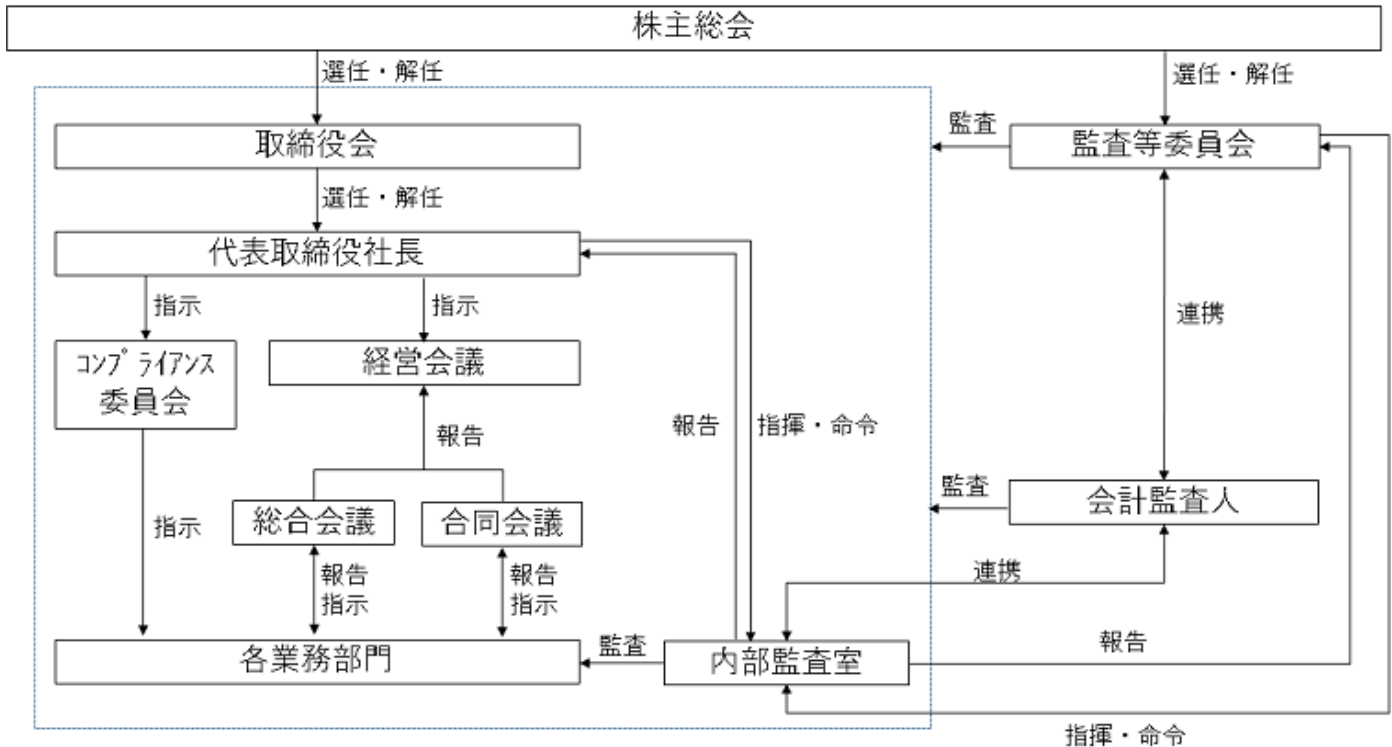 株主総会
選任・解任
選任・解任
取締役会
監査
監査等委員会
選任・解任
代表取締役社長
指示
指示
連携
コンプライアンス
委員会
経営会議
報告
報告
指揮・命令
監査
会計監査人
総合会議
合同会議
指示
報告
指示
報告
指示
連携
各業務部門
監査
内部監査室
報告
指揮・命令